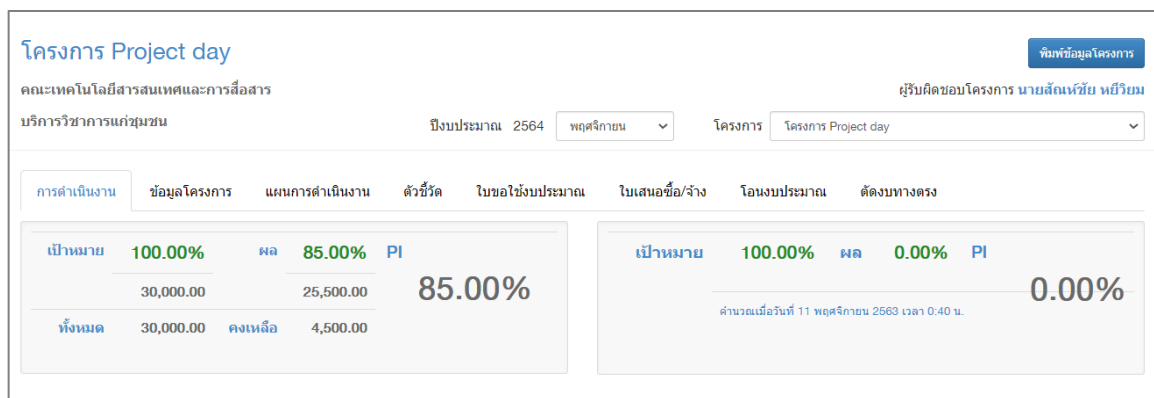 โครงการ Project day
พิมพ์ข้อมูลโครงการ
คณะเทคโนโลยีสารสนเทศและการสื่อสาร
ผู้รับผิดชอบโครงการ นายสัณห์ชัย หยีวิยม
บริการวิชาการแก่ชุมชน
ปีงบประมาณ 2564 พฤศจิกายน โครงการ โครงการ Project day
การดำเนินงาน ข้อมูลโครงการ แผนการดำเนินงาน ตัวชี้วัด ใบขอใช้งบประมาณ ใบเสนอซื้อ/จ้าง โอนงบประมาณ ตัดงบทางตรง
เป้าหมาย 100.00% ผล 85.00% PI
30,000.00 25,500.00 85.00%
ทั้งหมด 30,000.00 คงเหลือ 4,500.00
เป้าหมาย 100.00% ผล 0.00% PI
0.00%
คำนวณเมื่อวันที่ 11 พฤศจิกายน 2563 เวลา 0:40 น.